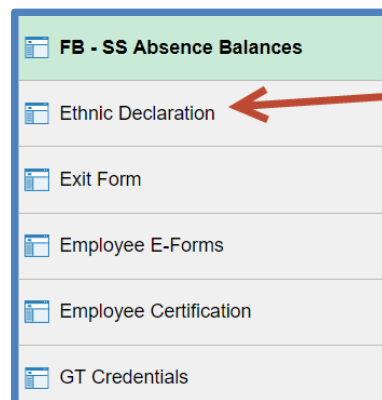 FB - SS Absence Balances
Ethnic Declaration
Exit Form
Employee E-Forms
Employee Certification
GT Credentials